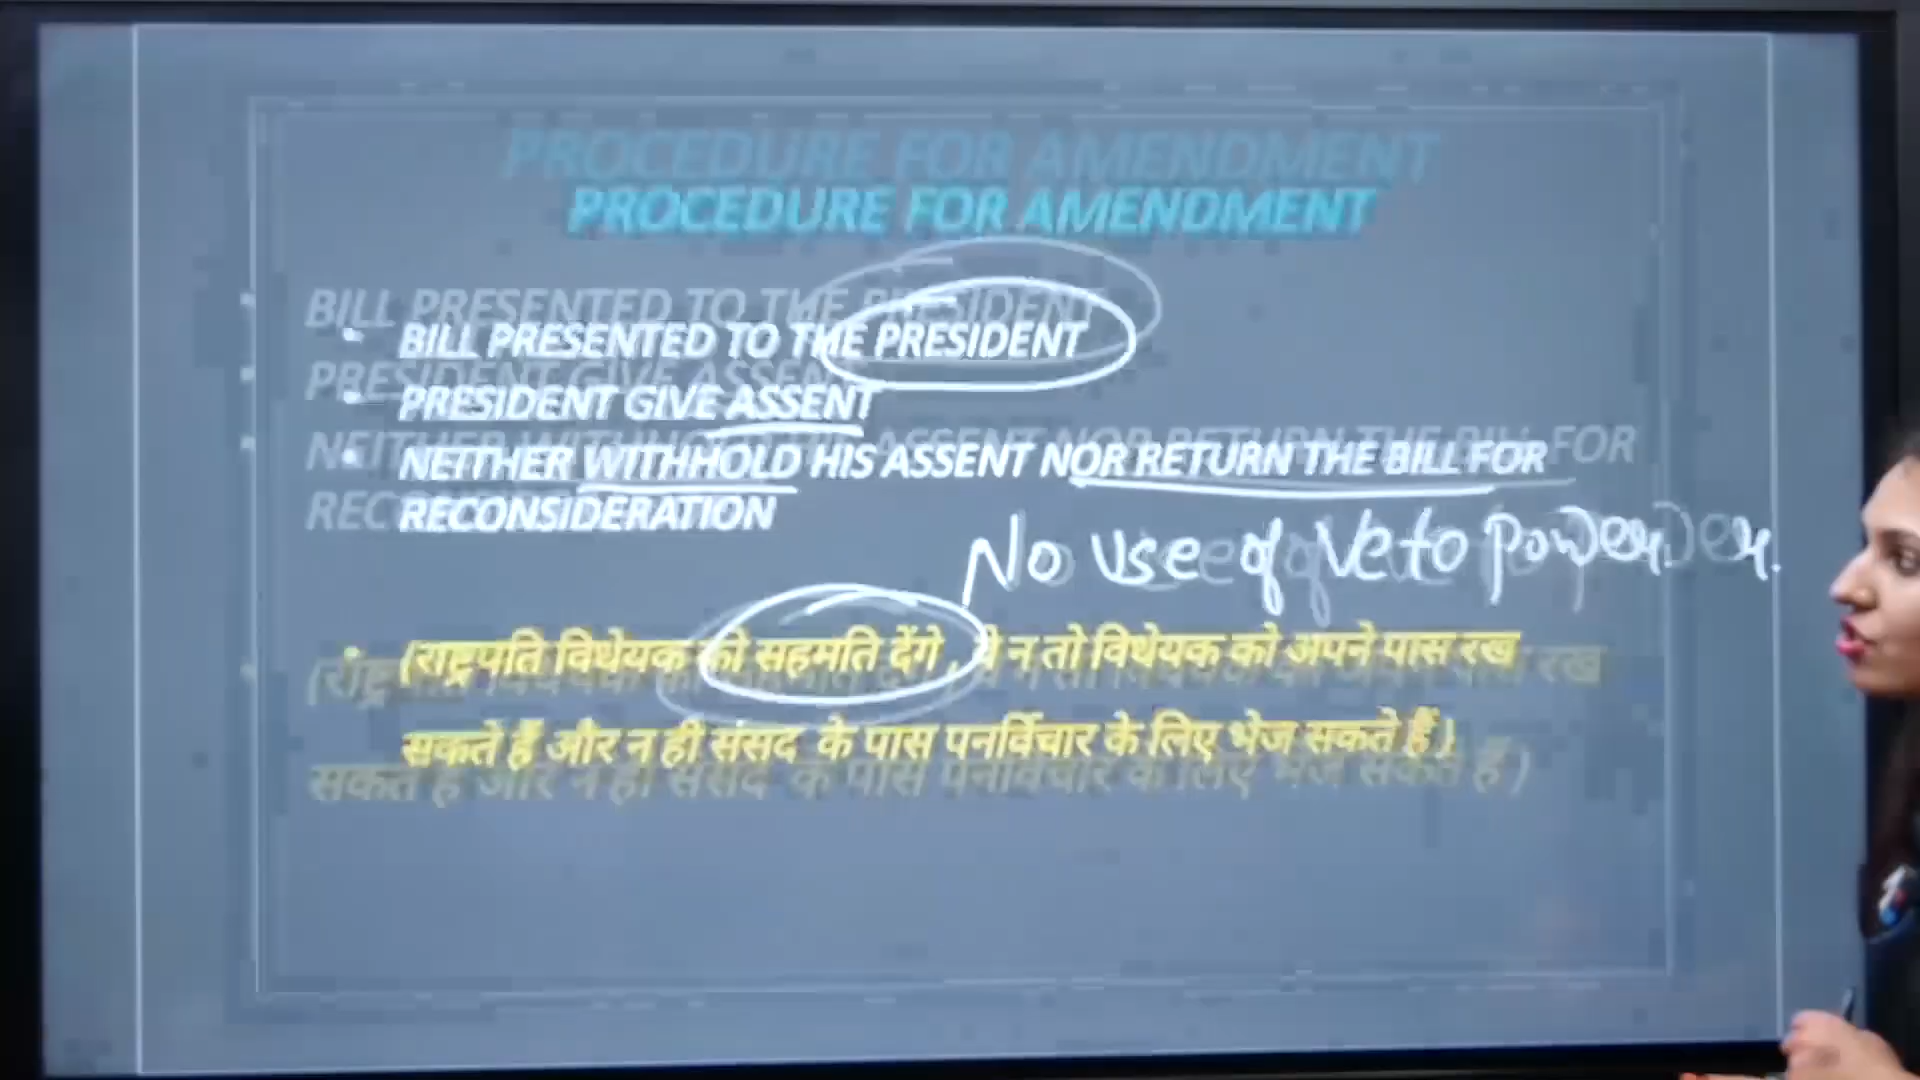 PROCEDURE FOR AMENDMENT
BILL PRESENTED TO THE PRESIDENT
PRESIDENT GIVE ASSENT
NEITHER WITHHOLD HIS ASSENT NOR RETURN THE BILL FOR
RECONSIDERATION
No use of veto power.
(राष्ट्रपति विधेयक को सहमति देंगे , वे न तो विधेयक को अपने पास रख
सकते हैं और न ही संसद के पास पनर्विचार के लिए भेज सकते हैं )